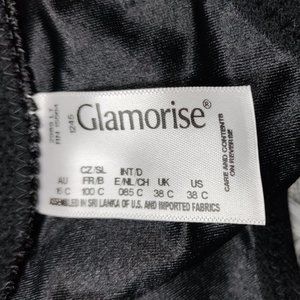 Glamorise®
1245
CZ/SL INT/D
AU FR/B E/NL/CH UK US
16 C 100 C 085 C 38 C 38 C
ASSEMBLED IN SRI LANKA OF U.S. AND IMPORTED FABRICS
CARE AND CONTENTS
ON REVERSE